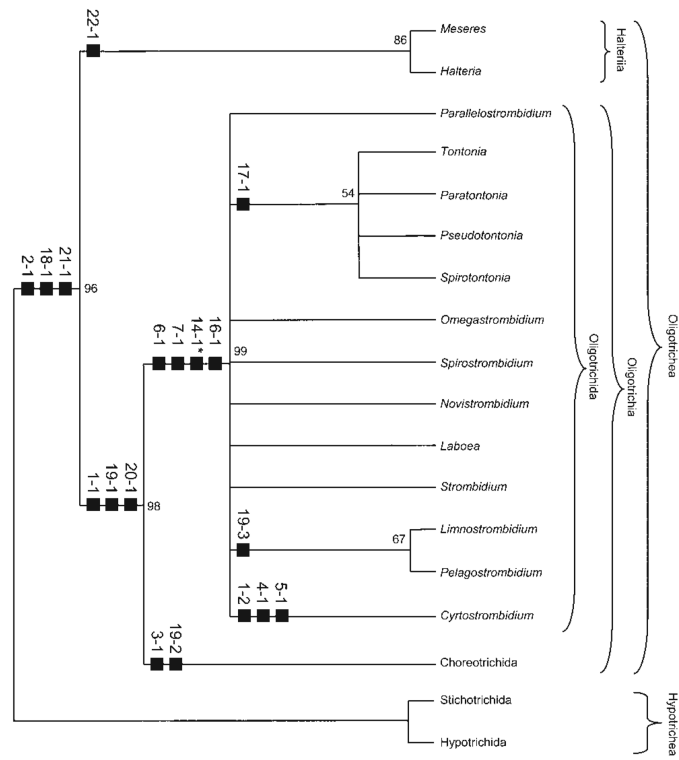 22-1
86
Meseres
Halteria
Halteriia
Parallelostrombidium
17-1
54
Tontonia
Paratontonia
Pseudotontonia
Spirotontonia
2-1
18-1
21-1
96
6-1
7-1
14-1*
16-1
99
Omegastrombidium
Spirostrombidium
Novistrombidium
Laboea
Strombidium
Oligotrichida
Oligotrichia
Oligotrichea
1-1
19-1
20-1
98
19-3
67
Limnostrombidium
Pelagostrombidium
1-2
4-1
5-1
Cyrtostrombidium
3-1
19-2
Choreotrichida
Stichotrichida
Hypotrichida
Hypotrichea